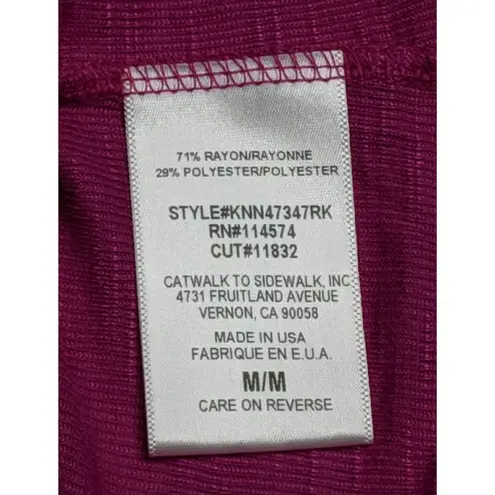 71% RAYON/RAYONNE
29% POLYESTER/POLYESTER
STYLE#KNN47347RK
RN#114574
CUT#11832
CATWALK TO SIDEWALK, INC
4731 FRUITLAND AVENUE
VERNON, CA 90058
MADE IN USA
FABRIQUE EN E.U.A.
M/M
CARE ON REVERSE